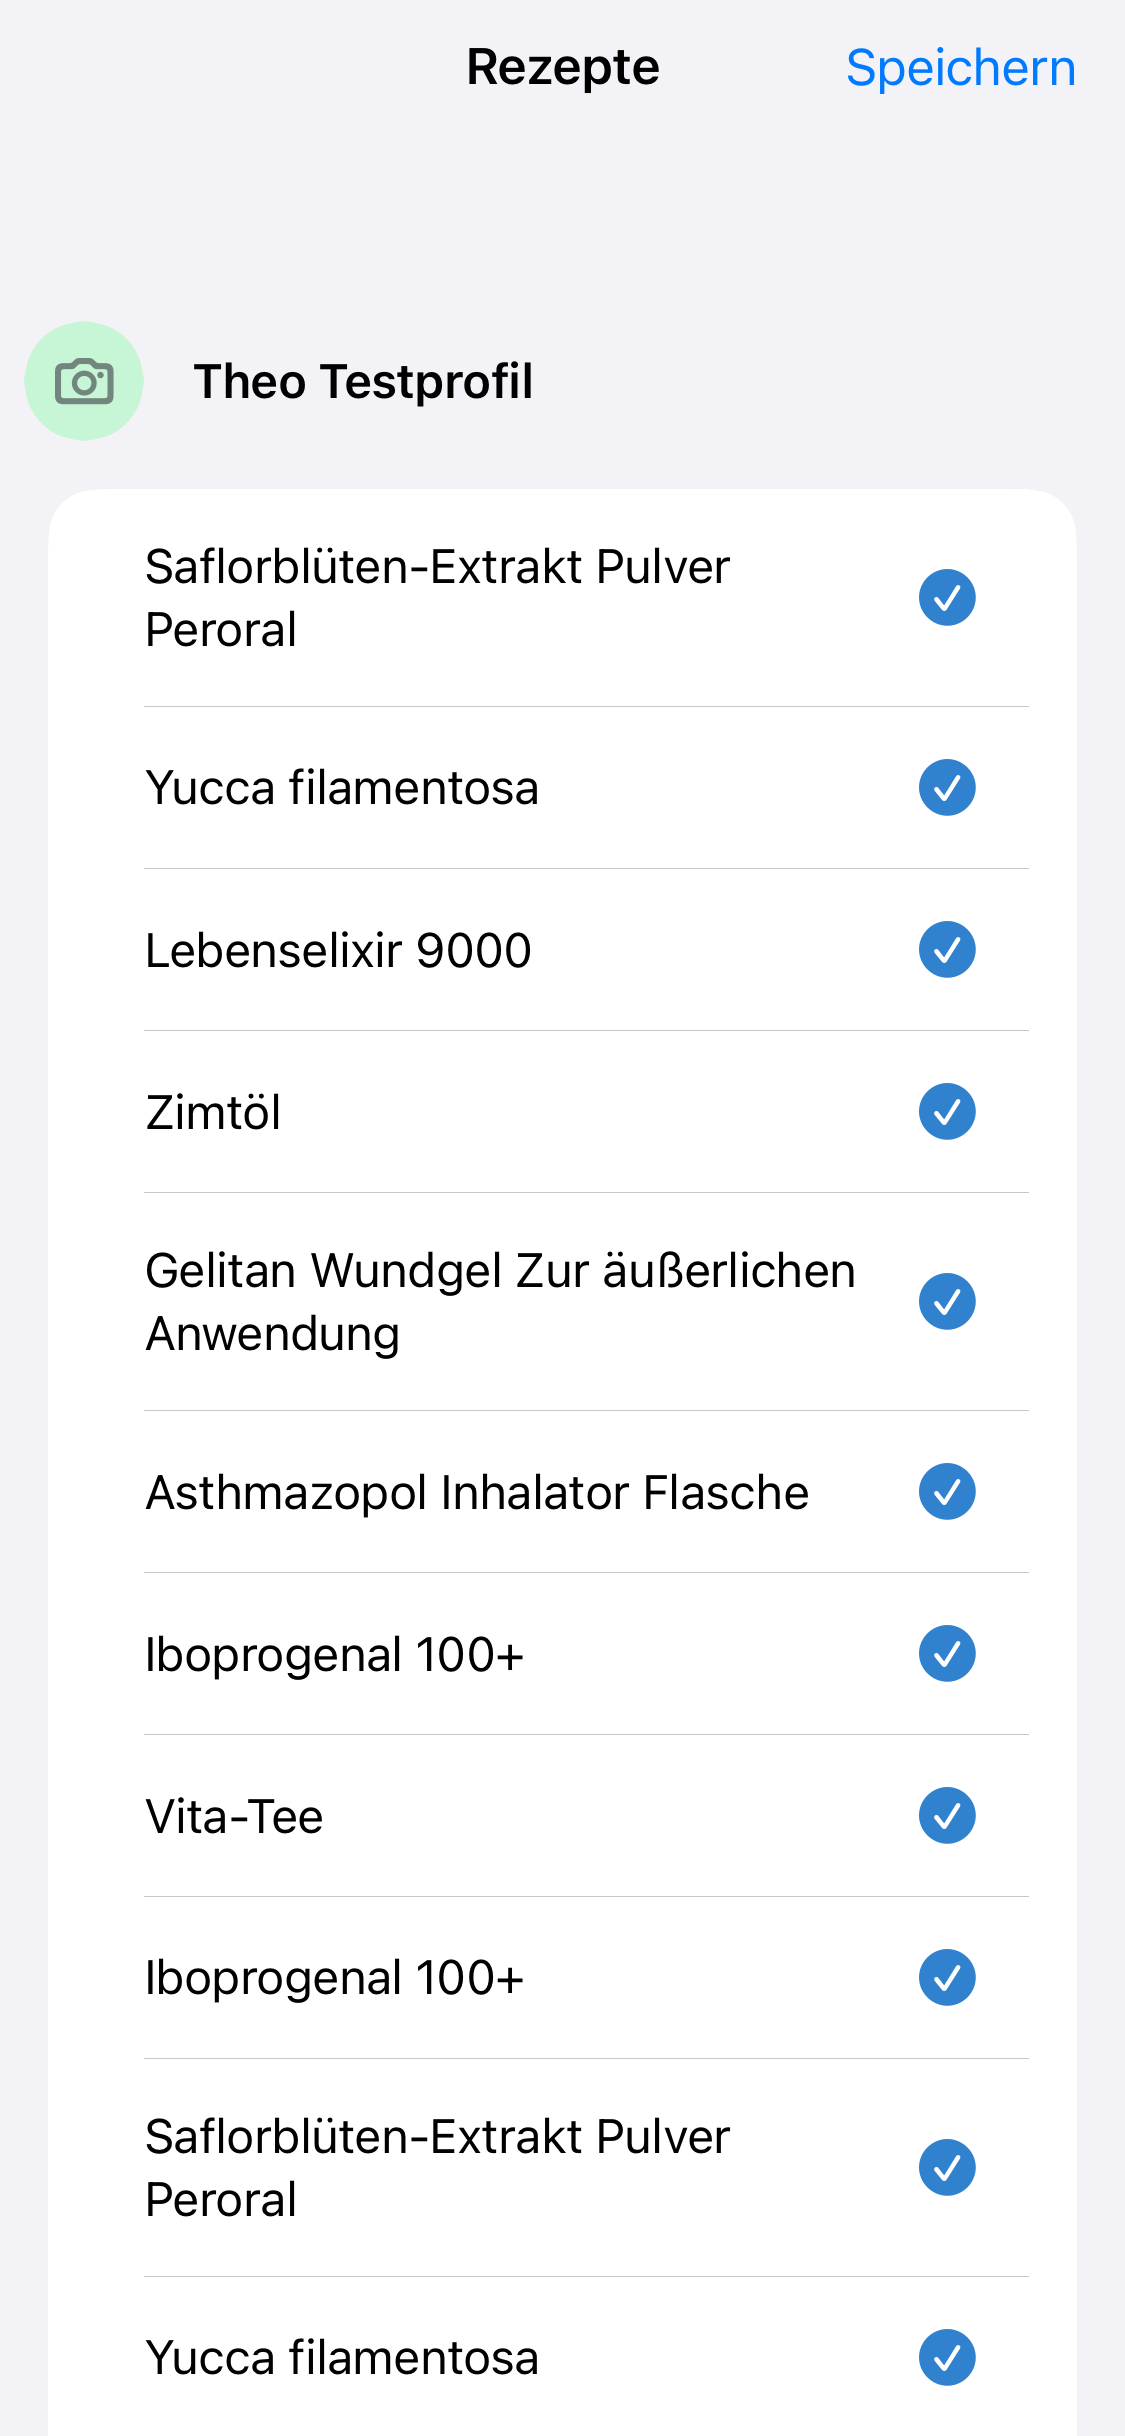 Rezepte
Speichern
Theo Testprofil
Saflorblüten-Extrakt Pulver
Peroral
Yucca filamentosa
Lebenselixir 9000
Zimtöl
Gelitan Wundgel Zur äußerlichen
Anwendung
Asthmazopol Inhalator Flasche
Iboprogenal 100+
Vita-Tee
Iboprogenal 100+
Saflorblüten-Extrakt Pulver
Peroral
Yucca filamentosa